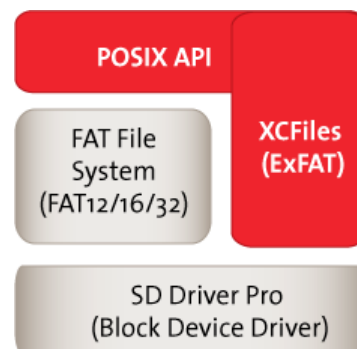 POSIX API
XCFiles
(ExFAT)
FAT File
System
(FAT12/16/32)
SD Driver Pro
(Block Device Driver)